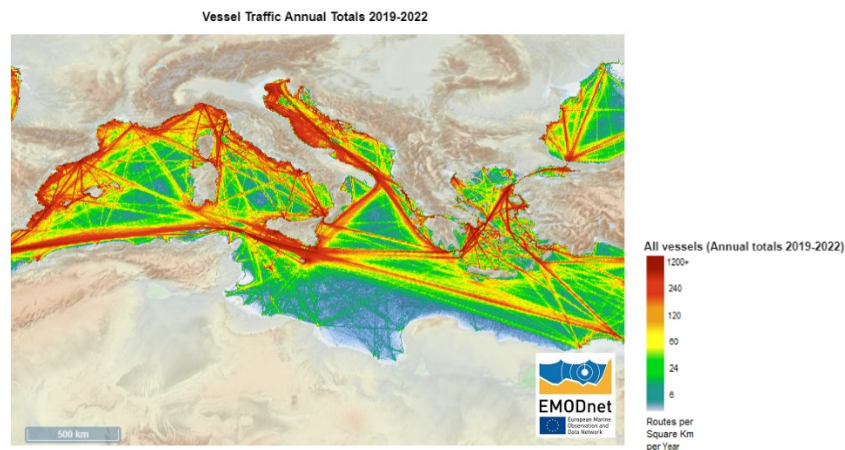 Vessel Traffic Annual Totals 2019-2022
All vessels (Annual totals 2019-2022)
1200+
240
120
60
24
6
Routes per
Square Km
per Year
EMODnet
European Marine
Observation and
Data Network
500 km